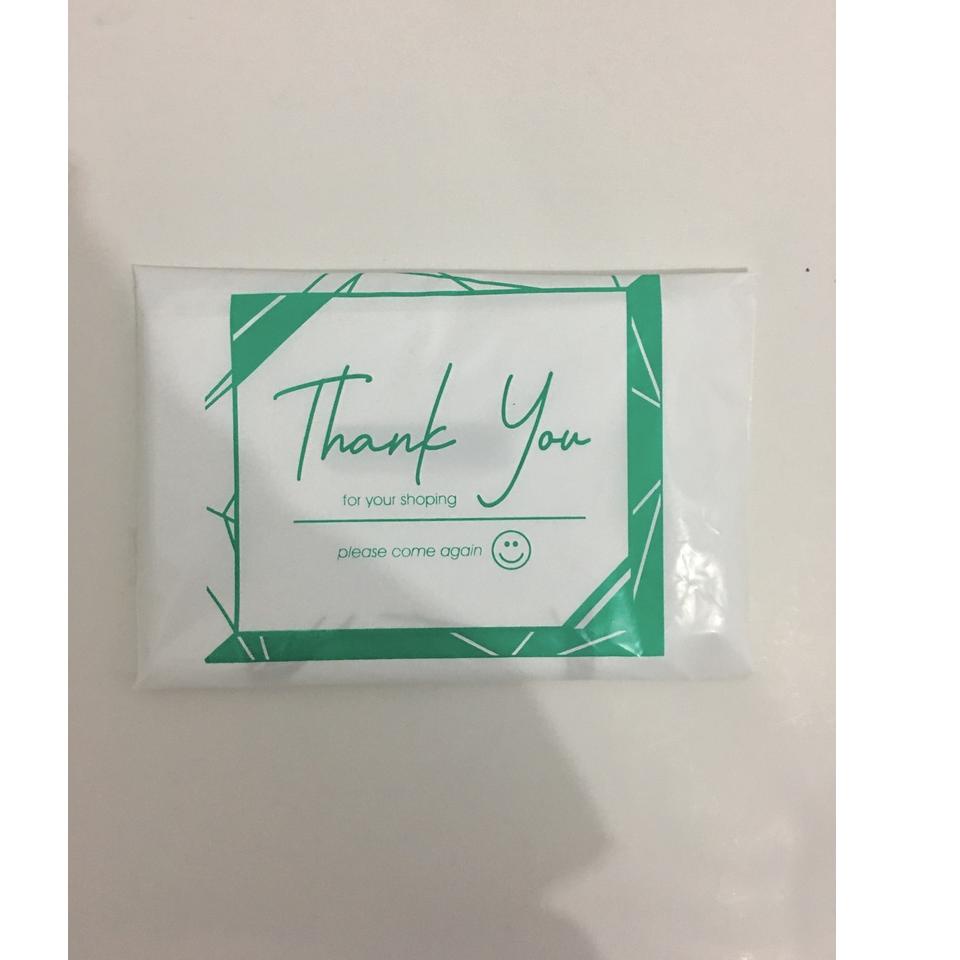 Thank You
for your shoping
please come again